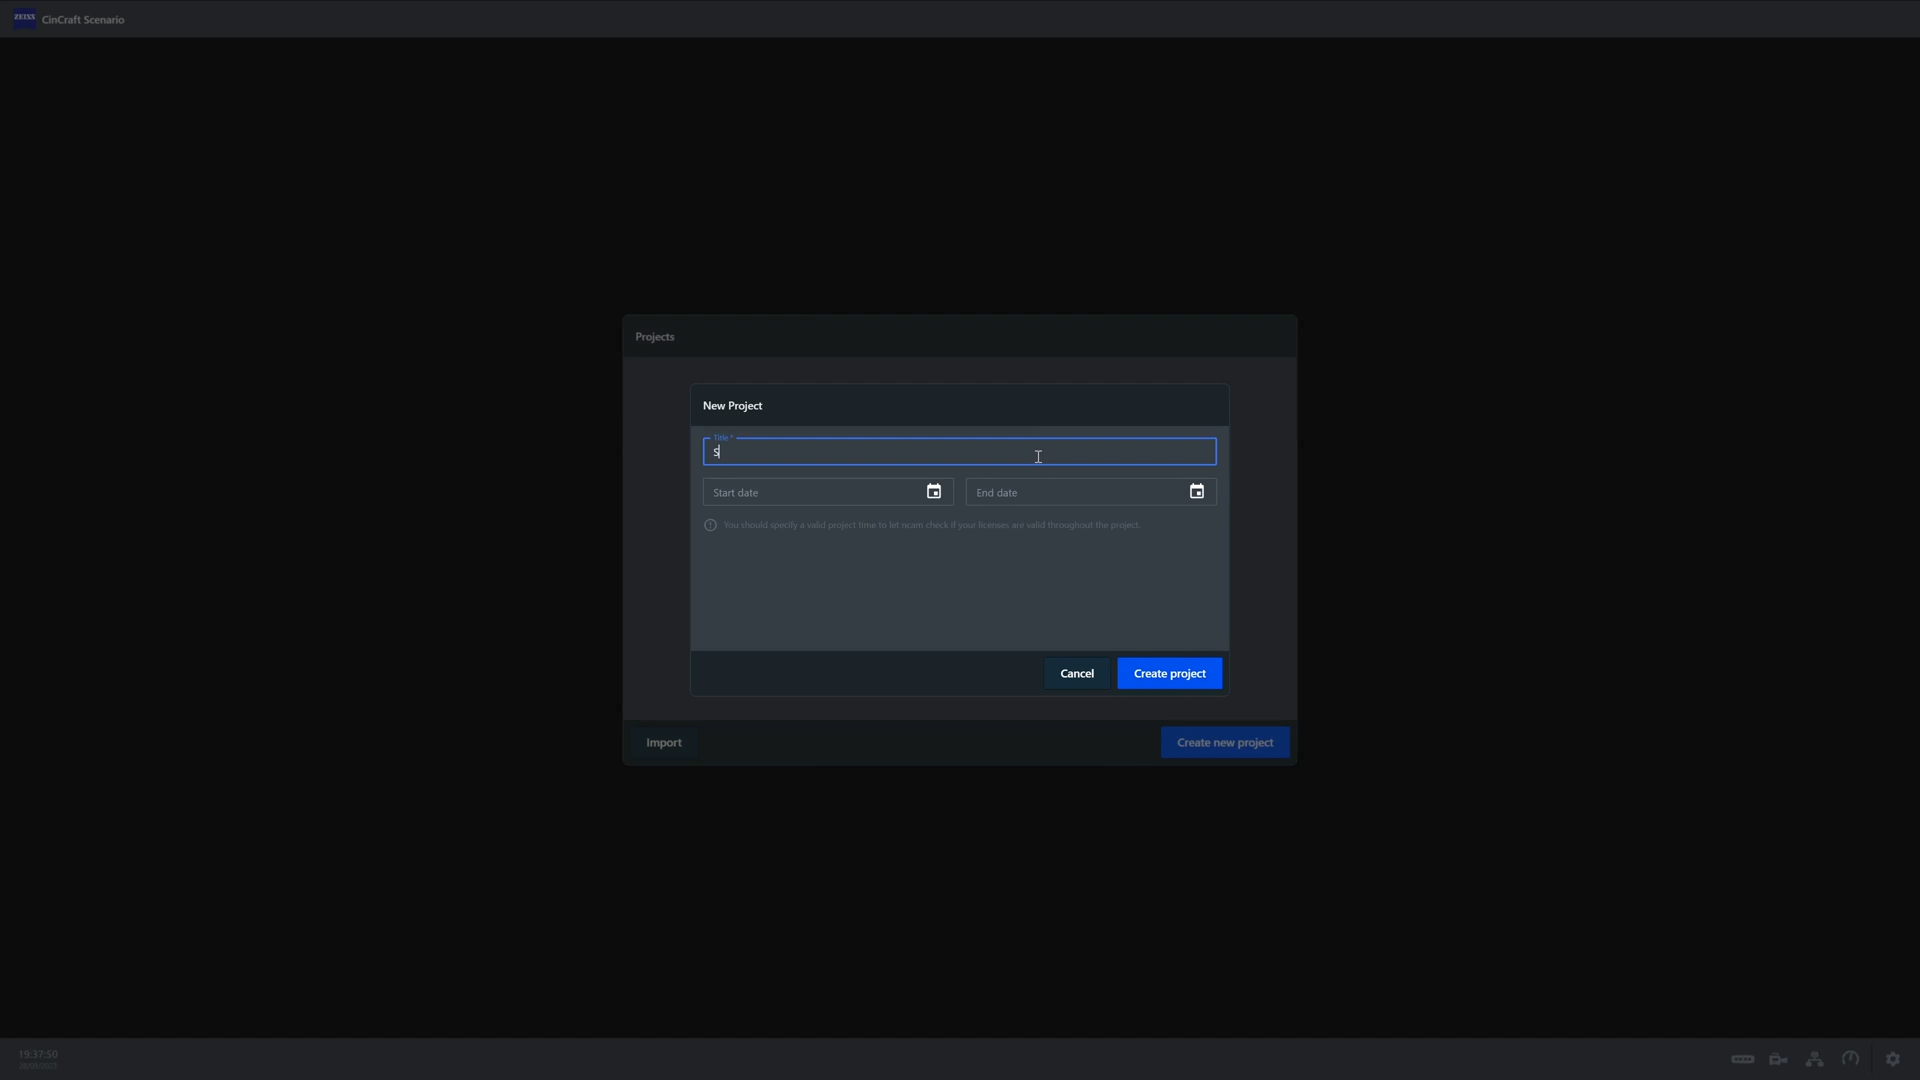 ZEISS CinCraft Scenario
Projects
New Project
Title *
S
Start date End date
You should specify a valid project time to let ncam check if your licenses are valid throughout the project.
Cancel Create project
Import Create new project
19:37:50